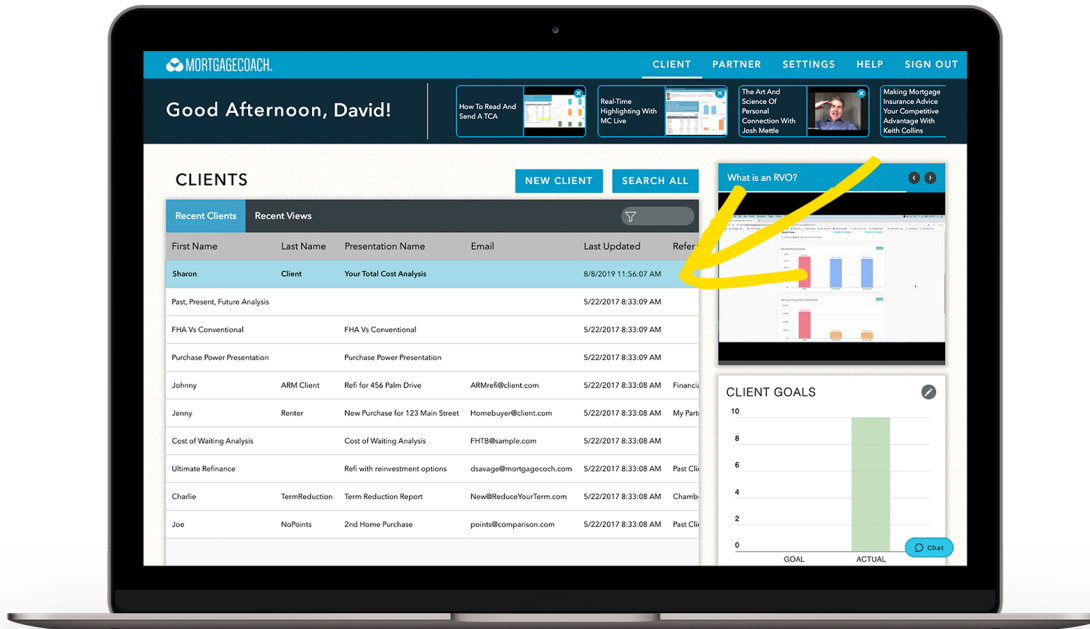 MORTGAGECOACH.
CLIENT PARTNER SETTINGS HELP SIGN OUT
Good Afternoon, David!
How To Read And
Send A TCA
Real-Time
Highlighting With
MC Live
The Art And
Science Of
Personal
Connection With
Josh Mettle
Making Mortgage
Insurance Advice
Your Competitive
Advantage With
Keith Collins
CLIENTS
NEW CLIENT
SEARCH ALL
Recent Clients
Recent Views
First Name Last Name Presentation Name Email Last Updated Refer
Sharon Client Your Total Cost Analysis 8/8/2019 11:56:07 AM
Past, Present, Future Analysis 5/22/2017 8:33:09 AM
FHA Vs Conventional FHA Vs Conventional 5/22/2017 8:33:09 AM
Purchase Power Presentation Purchase Power Presentation 5/22/2017 8:33:09 AM
Johnny ARM Client Refi for 456 Palm Drive ARMrefi@client.com 5/22/2017 8:33:08 AM Financia
Jenny Renter New Purchase for 123 Main Street Homebuyer@client.com 5/22/2017 8:33:08 AM My Part
Cost of Waiting Analysis Cost of Waiting Analysis FHTB@sample.com 5/22/2017 8:33:08 AM
Ultimate Refinance Refi with reinvestment options dsavage@mortgagecoch.com 5/22/2017 8:33:08 AM Past Clie
Charlie TermReduction Term Reduction Report New@ReduceYourTerm.com 5/22/2017 8:33:08 AM Chamb
Joe NoPoints 2nd Home Purchase points@comparison.com 5/22/2017 8:33:08 AM Past Clie
What is an RVO?
CLIENT GOALS
10
8
6
4
2
0
GOAL ACTUAL
Chat